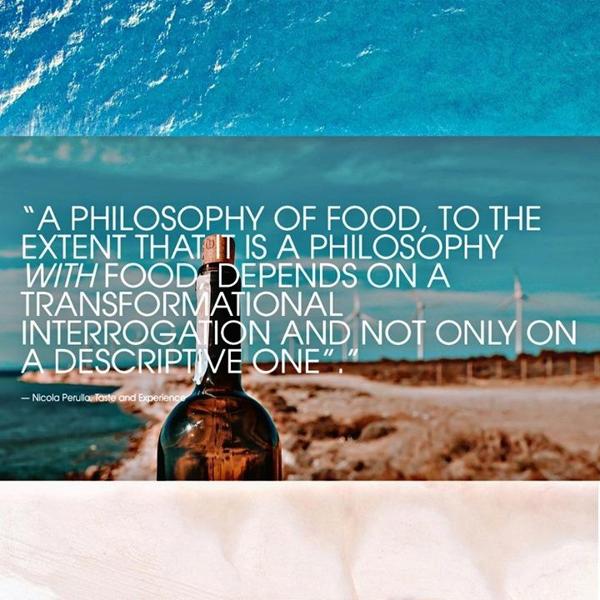 “A PHILOSOPHY OF FOOD, TO THE
EXTENT THAT IT IS A PHILOSOPHY
WITH FOOD, DEPENDS ON A
TRANSFORMATIONAL
INTERROGATION AND NOT ONLY ON
A DESCRIPTIVE ONE”.”
— Nicola Perulla, Taste and Experience